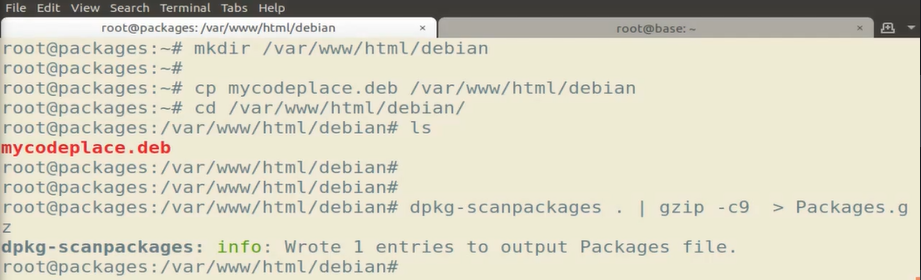 File Edit View Search Terminal Tabs Help
root@packages: /var/www/html/debian × root@base: ~ ×
root@packages:~# mkdir /var/www/html/debian
root@packages:~#
root@packages:~# cp mycodeplace.deb /var/www/html/debian
root@packages:~# cd /var/www/html/debian/
root@packages:/var/www/html/debian# ls
mycodeplace.deb
root@packages:/var/www/html/debian#
root@packages:/var/www/html/debian#
root@packages:/var/www/html/debian# dpkg-scanpackages . | gzip -c9  > Packages.g
z
dpkg-scanpackages: info: Wrote 1 entries to output Packages file.
root@packages:/var/www/html/debian#